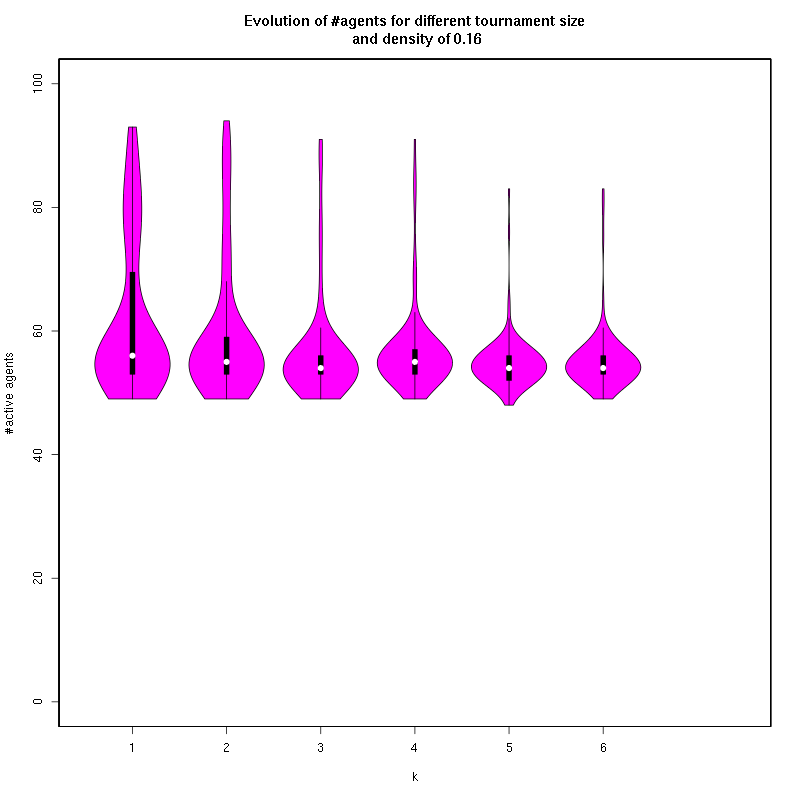 Evolution of #agents for different tournament size
and density of 0.16
100
80
60
40
20
0
#active agents
1 2 3 4 5 6
k